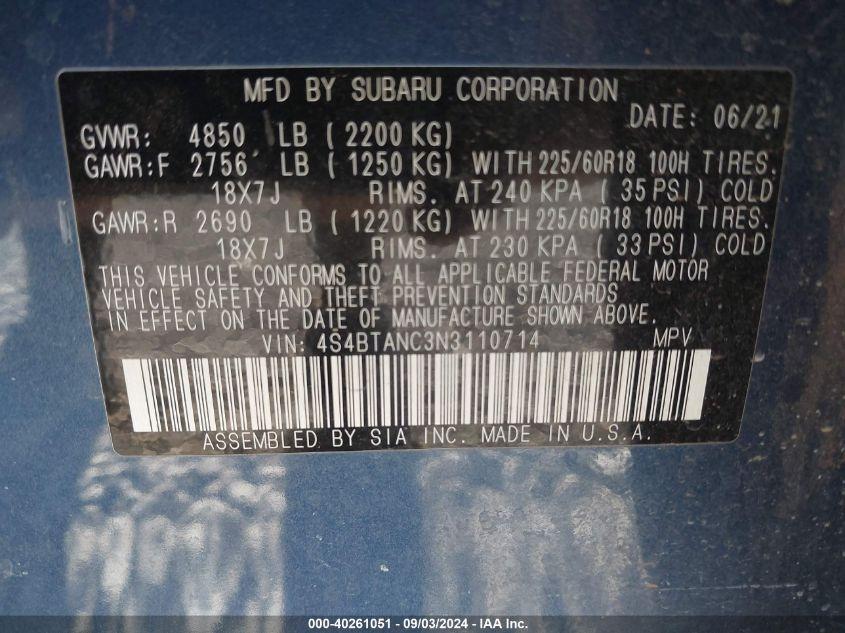 MFD BY SUBARU CORPORATION
DATE: 06/21
GVWR: 4850 LB ( 2200 KG)
GAWR:F 2756 LB ( 1250 KG) WITH 225/60R18 100H TIRES.
18X7J RIMS. AT 240 KPA ( 35 PSI) COLD
GAWR:R 2690 LB ( 1220 KG) WITH 225/60R18 100H TIRES.
18X7J RIMS. AT 230 KPA ( 33 PSI) COLD
THIS VEHICLE CONFORMS TO ALL APPLICABLE FEDERAL MOTOR
VEHICLE SAFETY AND THEFT PREVENTION STANDARDS
IN EFFECT ON THE DATE OF MANUFACTURE SHOWN ABOVE.
VIN: 4S4BTANC3N3110714 MPV
ASSEMBLED BY SIA INC. MADE IN U.S.A.
000-40261051 - 09/03/2024 - IAA Inc.